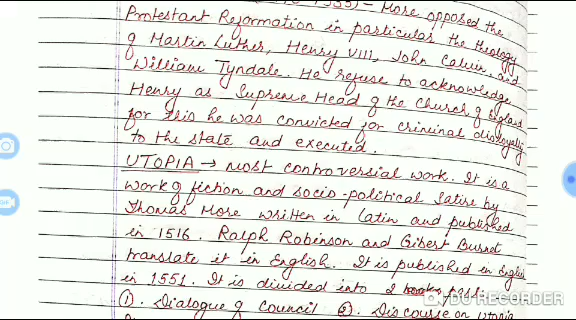 1535) - More opposed the
Protestant Reformation in particular the theology
of Martin Luther, Henry VIII, John Calvin, and
William Tyndale. He refuse to acknowledge
Henry as Supreme Head of the Church of England
for this he was convicted for criminal disloyalty
to the state and executed.
UTOPIA → most controversial work. It is a
work of fiction and socio-political satire by
Thomas More written in latin and published
in 1516. Ralph Robinson and Gibert Burnet
translate it in English. It is published in English
in 1551. It is divided into 2 parts
①. Dialogue of Council ②. Discourse on Utopia
DU RECORDER